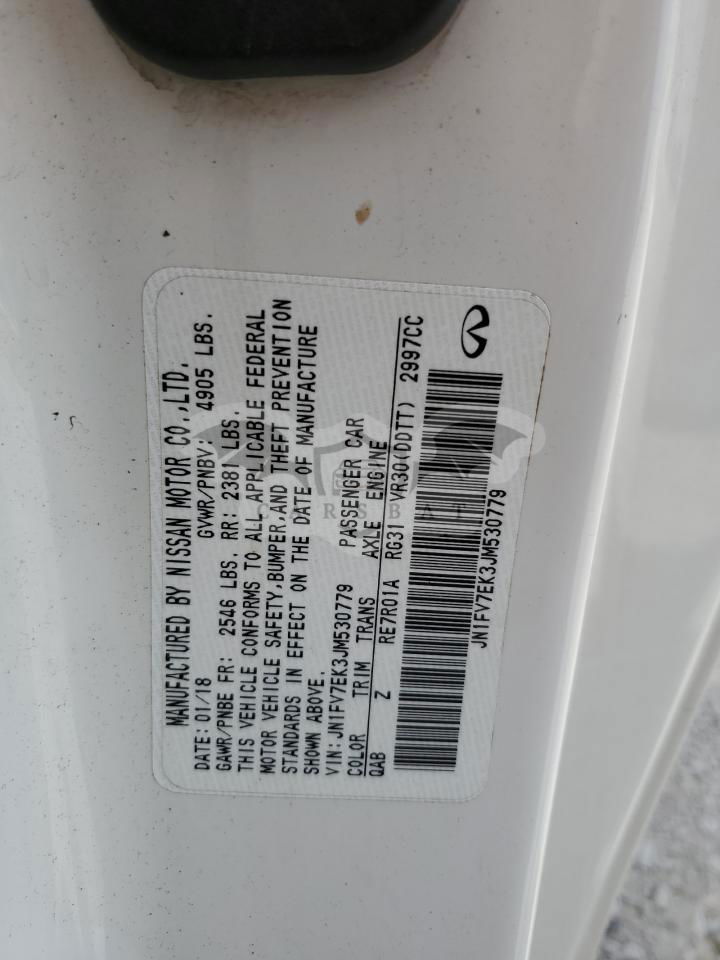 MANUFACTURED BY NISSAN MOTOR CO.,LTD.
DATE: 01/18 GVWR/PNBV: 4905 LBS.
GAWR/PNBE FR: 2546 LBS. RR: 2381 LBS.
THIS VEHICLE CONFORMS TO ALL APPLICABLE FEDERAL
MOTOR VEHICLE SAFETY,BUMPER,AND THEFT PREVENTION
STANDARDS IN EFFECT ON THE DATE OF MANUFACTURE
SHOWN ABOVE.
VIN: JN1FV7EK3JM530779 PASSENGER CAR
COLOR TRIM TRANS AXLE ENGINE
QAB Z RE7R01A RG31 VR30(DDTT) 2997CC
JN1FV7EK3JM530779
CARSBAT